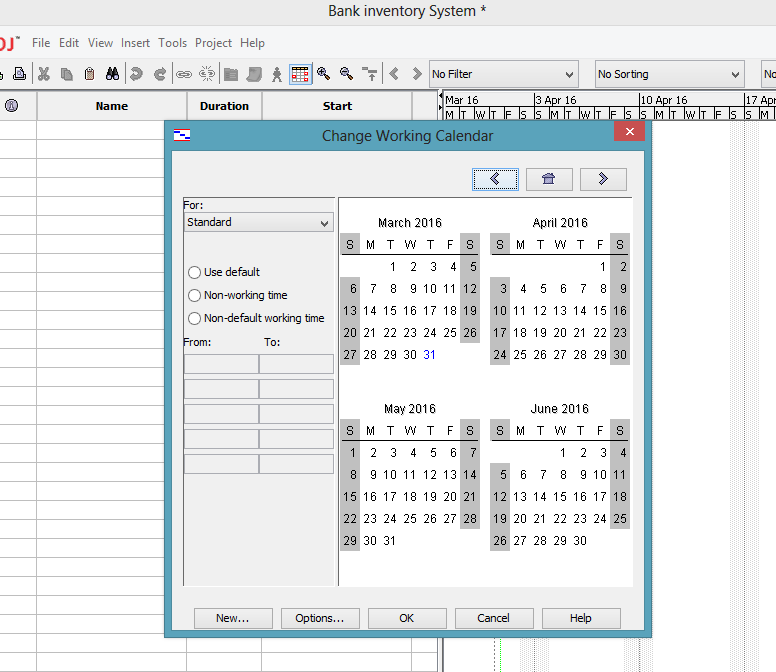 Bank inventory System *
OJ™ File Edit View Insert Tools Project Help
No Filter No Sorting No
Name Duration Start
Mar 16 3 Apr 16 10 Apr 16 17 Apr
M T W T F S S M T W T F S S M T W T F S S M
Change Working Calendar
For:
Standard
Use default
Non-working time
Non-default working time
From: To:
March 2016
S M T W T F S
1 2 3 4 5
6 7 8 9 10 11 12
13 14 15 16 17 18 19
20 21 22 23 24 25 26
27 28 29 30 31
April 2016
S M T W T F S
1 2
3 4 5 6 7 8 9
10 11 12 13 14 15 16
17 18 19 20 21 22 23
24 25 26 27 28 29 30
May 2016
S M T W T F S
1 2 3 4 5 6 7
8 9 10 11 12 13 14
15 16 17 18 19 20 21
22 23 24 25 26 27 28
29 30 31
June 2016
S M T W T F S
1 2 3 4
5 6 7 8 9 10 11
12 13 14 15 16 17 18
19 20 21 22 23 24 25
26 27 28 29 30
New... Options... OK Cancel Help